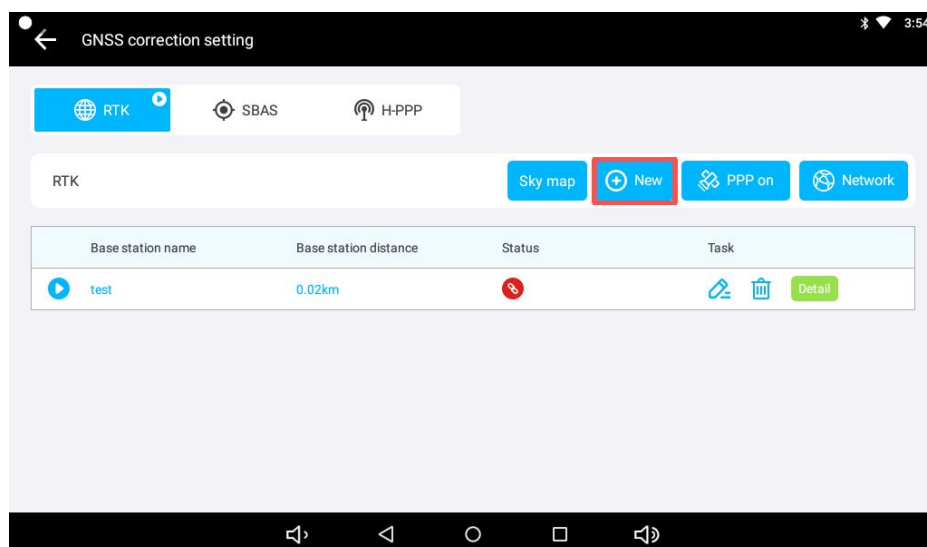 GNSS correction setting
3:54
RTK SBAS H-PPP
RTK Sky map New PPP on Network
Base station name Base station distance Status Task
test 0.02km Detail